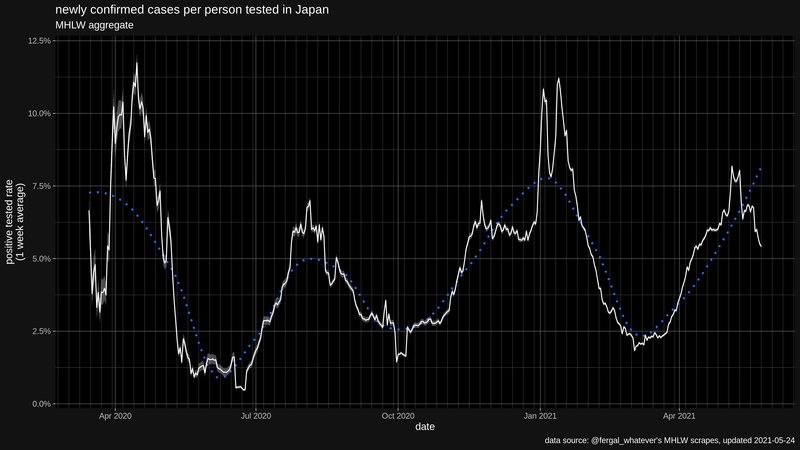 newly confirmed cases per person tested in Japan
MHLW aggregate
12.5%
10.0%
7.5%
5.0%
2.5%
0.0%
positive tested rate
(1 week average)
Apr 2020
Jul 2020
Oct 2020
Jan 2021
Apr 2021
date
data source: @fergal_whatever's MHLW scrapes, updated 2021-05-24